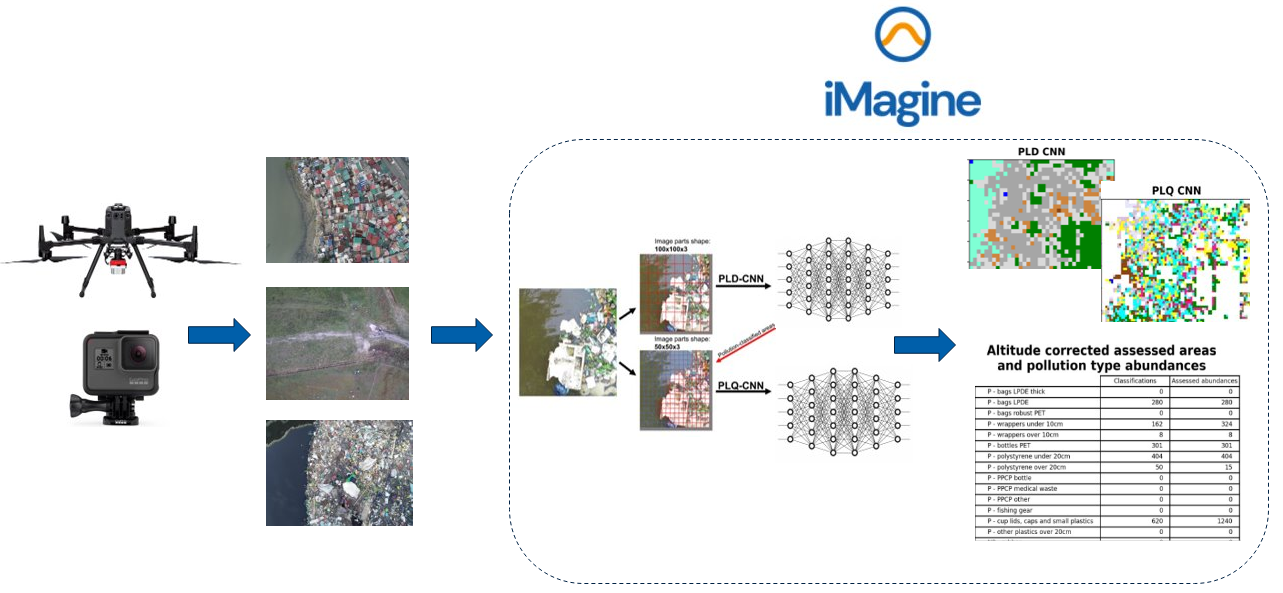 iMagine
PLD CNN
PLQ CNN
Image parts shape:
100x100x3
PLD-CNN
Image parts shape:
50x50x3
Pollution-classified areas
PLQ-CNN
Altitude corrected assessed areas
and pollution type abundances
Classifications Assessed abundances
P - bags LPDE thick 0 0
P - bags LPDE 280 280
P - bags robust PET 0 0
P - wrappers under 10cm 162 324
P - wrappers over 10cm 8 8
P - bottles PET 301 301
P - polystyrene under 20cm 404 404
P - polystyrene over 20cm 50 15
P - PPCP bottle 0 0
P - PPCP medical waste 0 0
P - PPCP other 0 0
P - fishing gear 0 0
P - cup lids, caps and small plastics 620 1240
P - other plastics over 20cm 0 0